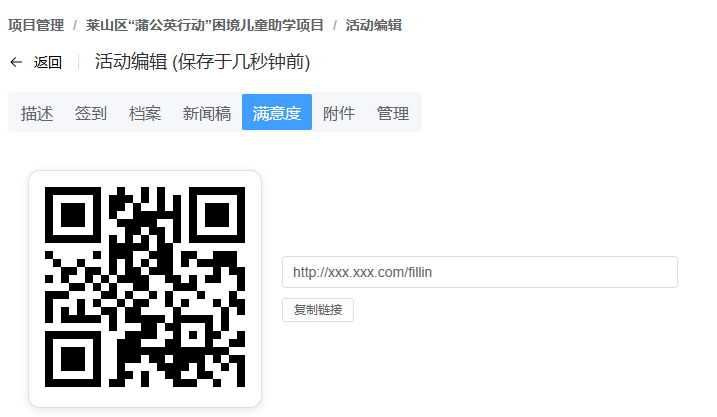 项目管理 / 莱山区“蒲公英行动”困境儿童助学项目 / 活动编辑
← 返回 活动编辑 (保存于几秒钟前)
描述 签到 档案 新闻稿 满意度 附件 管理
http://xxx.xxx.com/fillin
复制链接